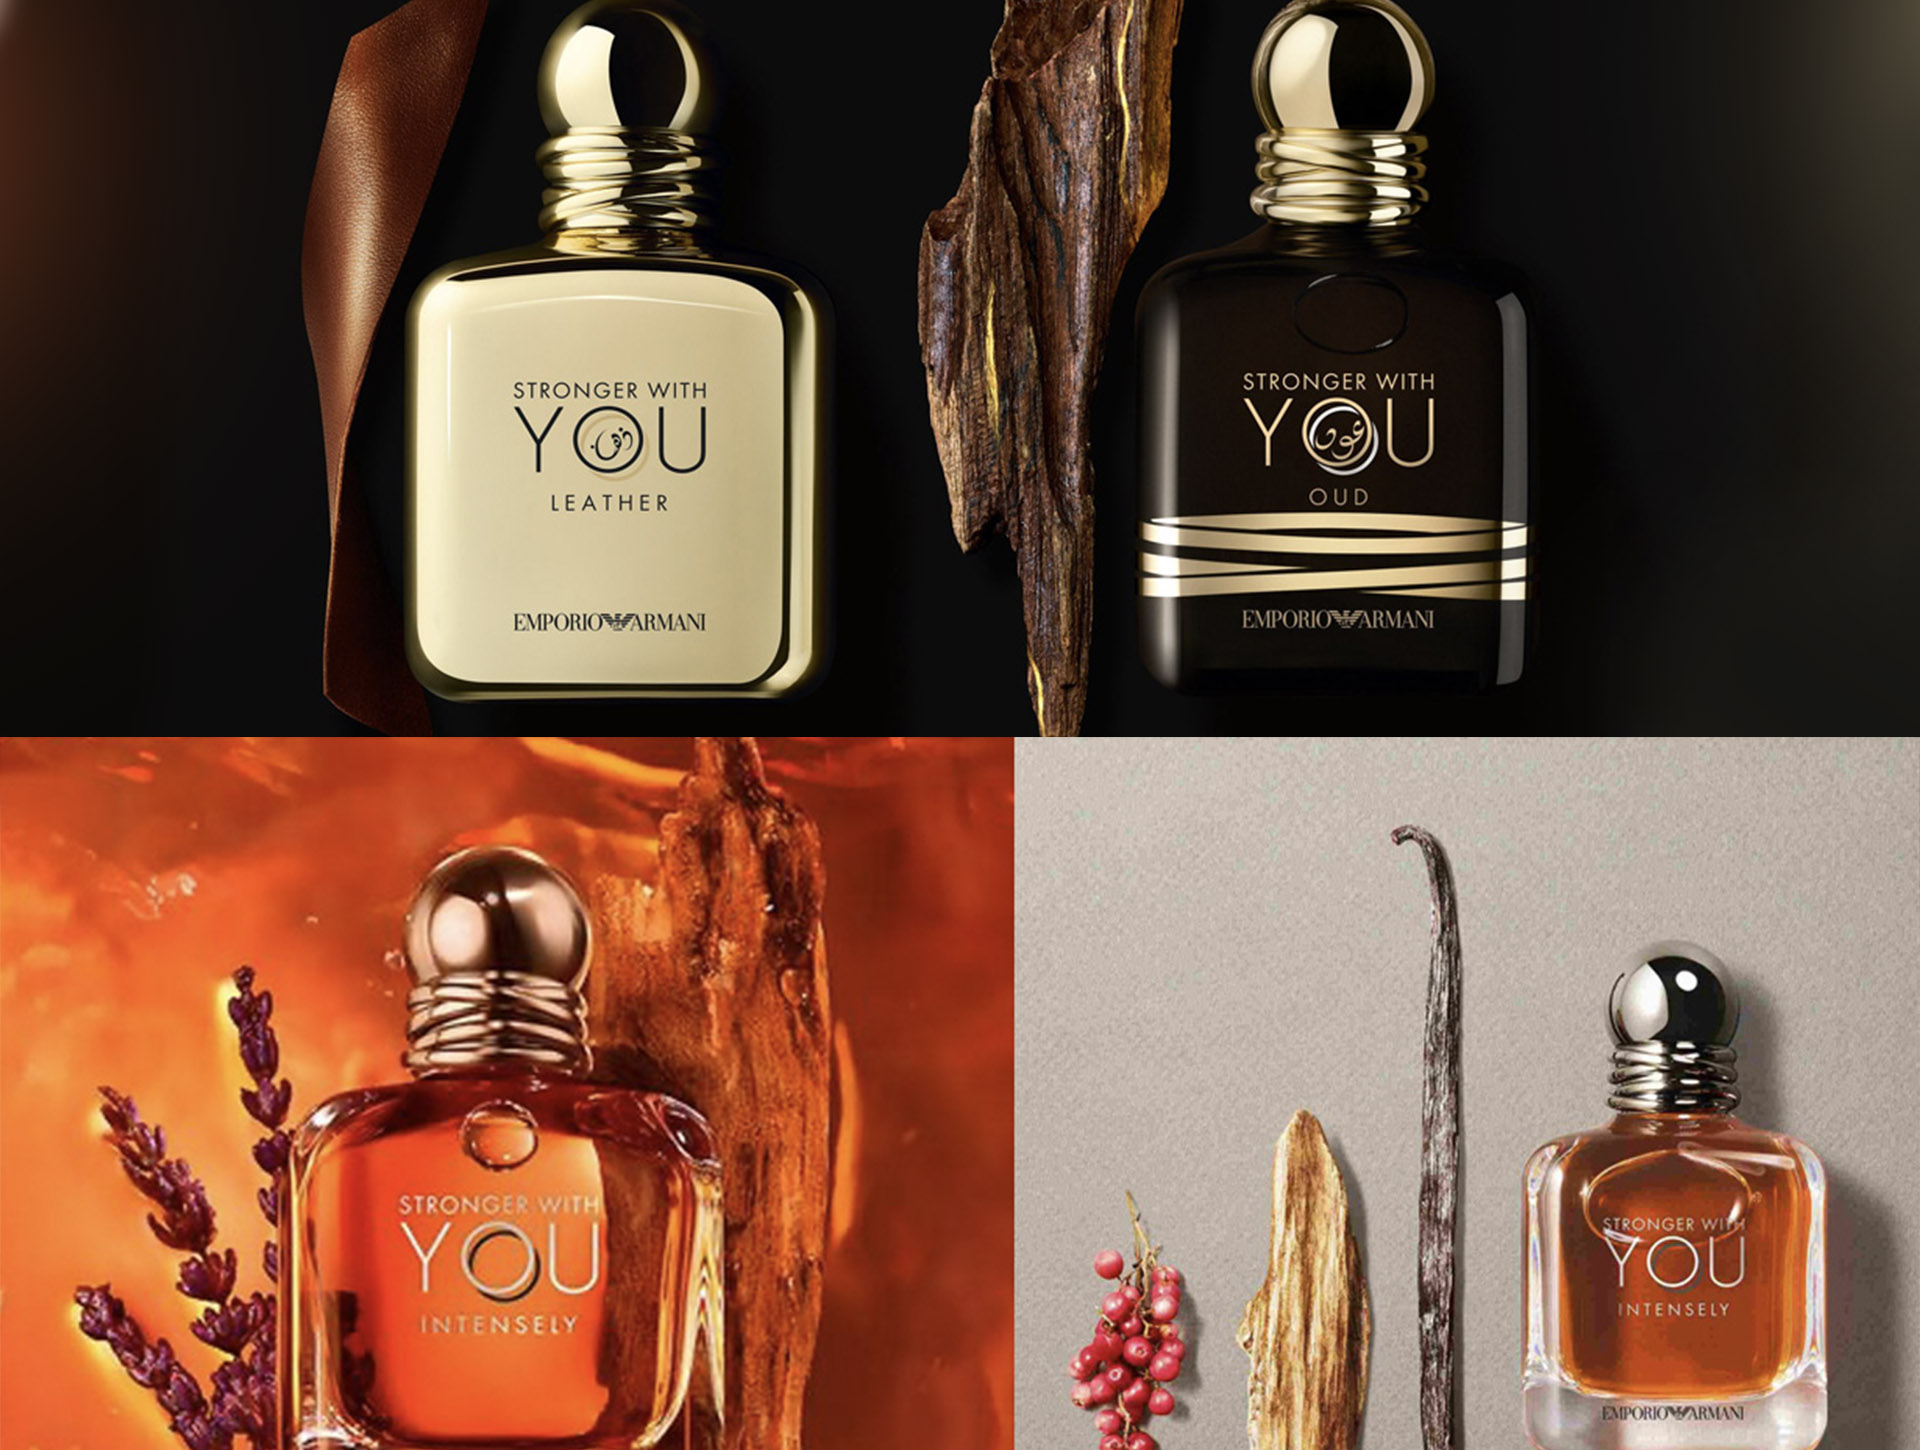 STRONGER WITH
YOU
LEATHER
EMPORIO ARMANI
STRONGER WITH
YOU
عود
OUD
EMPORIO ARMANI
STRONGER WITH
YOU
INTENSELY
STRONGER WITH
YOU
INTENSELY
EMPORIO ARMANI